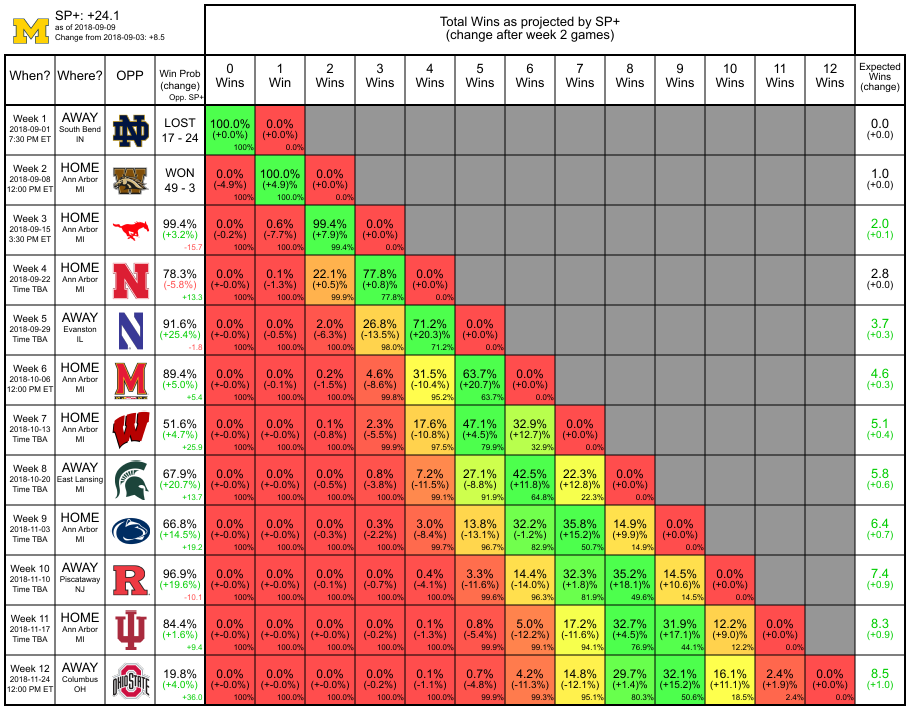 SP+: +24.1
as of 2018-09-09
Change from 2018-09-03: +8.5
Total Wins as projected by SP+
(change after week 2 games)
When? Where? OPP Win Prob (change) Opp. SP+ 0 Wins 1 Win 2 Wins 3 Wins 4 Wins 5 Wins 6 Wins 7 Wins 8 Wins 9 Wins 10 Wins 11 Wins 12 Wins Expected Wins (change)
Week 1 AWAY LOST 100.0% 0.0% 0.0
2018-09-01 South Bend 17 - 24 (+0.0%) (+0.0%) (+0.0)
7:30 PM ET IN 100% 0.0%
Week 2 HOME WON 0.0% 100.0% 0.0% 1.0
2018-09-08 Ann Arbor 49 - 3 (-4.9%) (+4.9)% (+0.0%) (+0.0)
12:00 PM ET MI 100% 100.0% 0.0%
Week 3 HOME 99.4% 0.0% 0.6% 99.4% 0.0% 2.0
2018-09-15 Ann Arbor (+3.2%) (-0.2%) (-7.7%) (+7.9)% (+0.0%) (+0.1)
3:30 PM ET MI -15.7 100% 100.0% 99.4% 0.0%
Week 4 HOME 78.3% 0.0% 0.1% 22.1% 77.8% 0.0% 2.8
2018-09-22 Ann Arbor (-5.8%) (+-0.0%) (-1.3%) (+0.5)% (+0.8)% (+0.0%) (+0.0)
Time TBA MI +13.3 100% 100.0% 99.9% 77.8% 0.0%
Week 5 AWAY 91.6% 0.0% 0.0% 2.0% 26.8% 71.2% 0.0% 3.7
2018-09-29 Evanston (+25.4%) (+-0.0%) (-0.5%) (-6.3%) (-13.5%) (+20.3)% (+0.0%) (+0.3)
Time TBA IL -1.8 100% 100.0% 100.0% 98.0% 71.2% 0.0%
Week 6 HOME 89.4% 0.0% 0.0% 0.2% 4.6% 31.5% 63.7% 0.0% 4.6
2018-10-06 Ann Arbor (+5.0%) (+-0.0%) (-0.1%) (-1.5%) (-8.6%) (-10.4%) (+20.7)% (+0.0%) (+0.3)
12:00 PM ET MI +5.4 100% 100.0% 100.0% 99.8% 95.2% 63.7% 0.0%
Week 7 HOME 51.6% 0.0% 0.0% 0.1% 2.3% 17.6% 47.1% 32.9% 0.0% 5.1
2018-10-13 Ann Arbor (+4.7%) (+-0.0%) (+-0.0%) (-0.8%) (-5.5%) (-10.8%) (+4.5)% (+12.7)% (+0.0%) (+0.4)
Time TBA MI +25.9 100% 100.0% 100.0% 99.9% 97.5% 79.9% 32.9% 0.0%
Week 8 AWAY 67.9% 0.0% 0.0% 0.0% 0.8% 7.2% 27.1% 42.5% 22.3% 0.0% 5.8
2018-10-20 East Lansing (+20.7%) (+-0.0%) (+-0.0%) (-0.5%) (-3.8%) (-11.5%) (-8.8%) (+11.8)% (+12.8)% (+0.0%) (+0.6)
Time TBA MI +13.7 100% 100.0% 100.0% 100.0% 99.1% 91.9% 64.8% 22.3% 0.0%
Week 9 HOME 66.8% 0.0% 0.0% 0.0% 0.3% 3.0% 13.8% 32.2% 35.8% 14.9% 0.0% 6.4
2018-11-03 Ann Arbor (+14.5%) (+-0.0%) (+-0.0%) (-0.3%) (-2.2%) (-8.4%) (-13.1%) (-1.2%) (+15.2)% (+9.9)% (+0.0%) (+0.7)
Time TBA MI +19.2 100% 100.0% 100.0% 100.0% 99.7% 96.7% 82.9% 50.7% 14.9% 0.0%
Week 10 AWAY 96.9% 0.0% 0.0% 0.0% 0.0% 0.4% 3.3% 14.4% 32.3% 35.2% 14.5% 0.0% 7.4
2018-11-10 Piscataway (+19.6%) (+-0.0%) (+-0.0%) (-0.1%) (-0.7%) (-4.1%) (-11.6%) (-14.0%) (+1.8)% (+18.1)% (+10.6)% (+0.0%) (+0.9)
Time TBA NJ -10.1 100% 100.0% 100.0% 100.0% 100.0% 99.6% 96.3% 81.9% 49.6% 14.5% 0.0%
Week 11 HOME 84.4% 0.0% 0.0% 0.0% 0.0% 0.1% 0.8% 5.0% 17.2% 32.7% 31.9% 12.2% 0.0% 8.3
2018-11-17 Ann Arbor (+1.6%) (+-0.0%) (+-0.0%) (+-0.0%) (-0.2%) (-1.3%) (-5.4%) (-12.2%) (-11.6%) (+4.5)% (+17.1)% (+9.0)% (+0.0%) (+0.9)
Time TBA MI +9.4 100% 100.0% 100.0% 100.0% 100.0% 99.9% 99.1% 94.1% 76.9% 44.1% 12.2% 0.0%
Week 12 AWAY 19.8% 0.0% 0.0% 0.0% 0.0% 0.1% 0.7% 4.2% 14.8% 29.7% 32.1% 16.1% 2.4% 0.0% 8.5
2018-11-24 Columbus OHIO STATE (+4.0%) (+-0.0%) (+-0.0%) (+-0.0%) (-0.2%) (-1.1%) (-4.8%) (-11.3%) (-12.1%) (+1.4)% (+15.2)% (+11.1)% (+1.9)% (+0.0%) (+1.0)
12:00 PM ET OH +36.0 100% 100.0% 100.0% 100.0% 100.0% 99.9% 99.3% 95.1% 80.3% 50.6% 18.5% 2.4% 0.0%